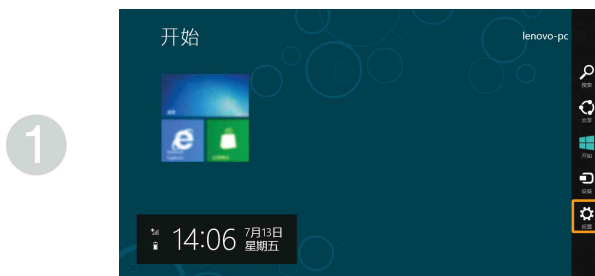 1
开始
lenovo-pc
搜索
共享
开始
设备
设置
14:06
7月13日
星期五